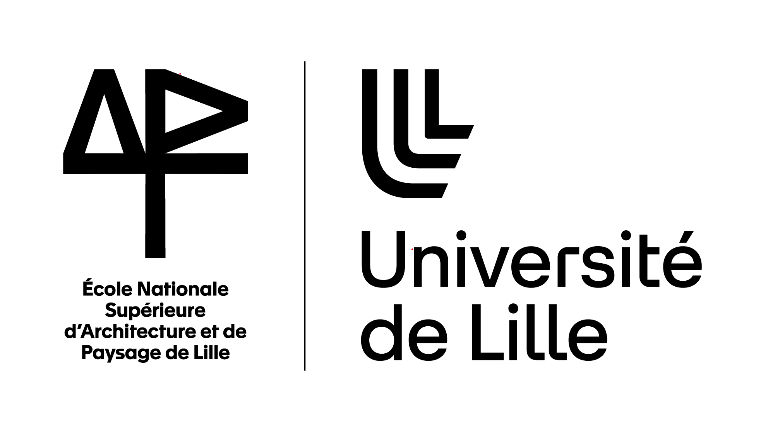 École Nationale
Supérieure
d'Architecture et de
Paysage de Lille
Université
de Lille